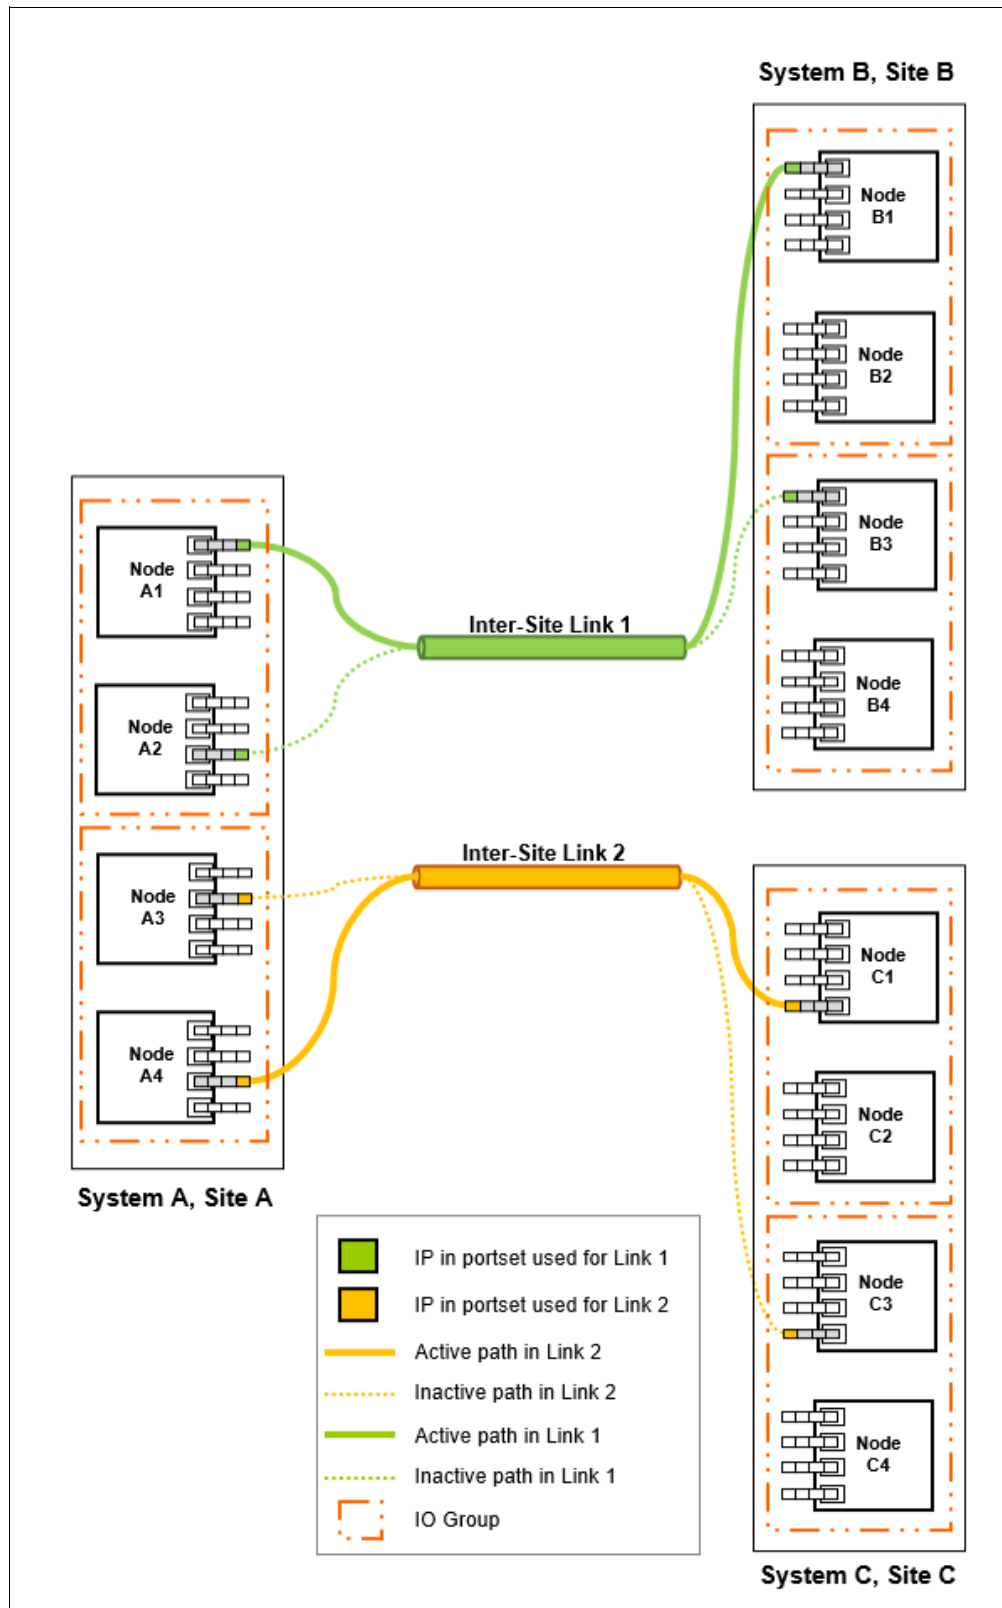 System B, Site B
Node
B1
Node
B2
Node
B3
Node
B4
Node
A1
Node
A2
Node
A3
Node
A4
System A, Site A
Inter-Site Link 1
Inter-Site Link 2
Node
C1
Node
C2
Node
C3
Node
C4
System C, Site C
IP in portset used for Link 1
IP in portset used for Link 2
Active path in Link 2
Inactive path in Link 2
Active path in Link 1
Inactive path in Link 1
IO Group